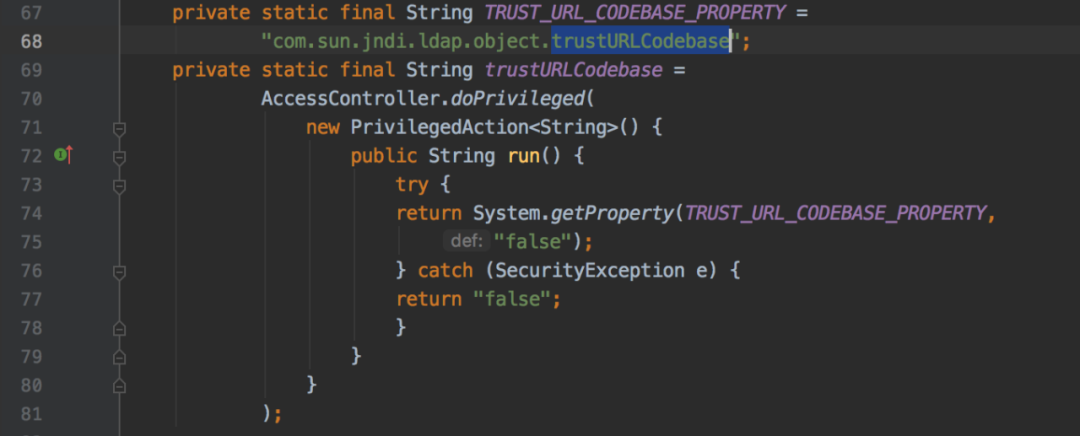 67 private static final String TRUST_URL_CODEBASE_PROPERTY =
68 "com.sun.jndi.ldap.object.trustURLCodebase";
69 private static final String trustURLCodebase =
70 AccessController.doPrivileged(
71 new PrivilegedAction<String>() {
72 public String run() {
73 try {
74 return System.getProperty(TRUST_URL_CODEBASE_PROPERTY,
75 def: "false");
76 } catch (SecurityException e) {
77 return "false";
78 }
79 }
80 }
81 );